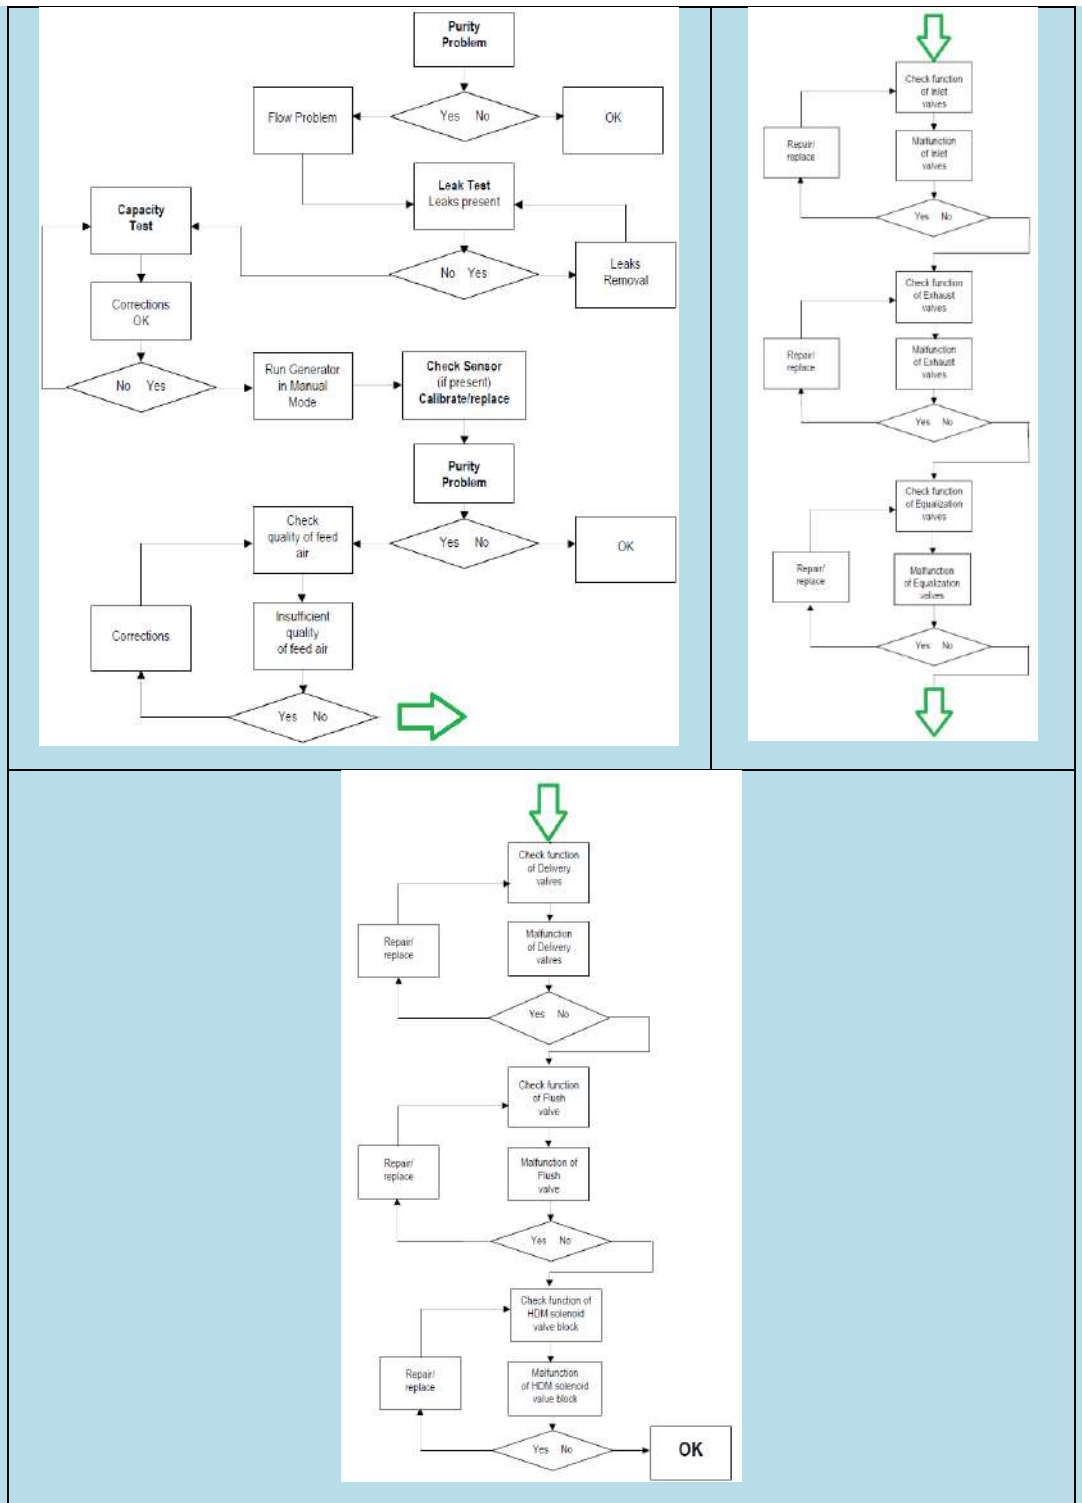 Purity
Problem
Yes No
Flow Problem
OK
Leak Test
Leaks present
Capacity
Test
No Yes
Leaks
Removal
Corrections
OK
No Yes
Run Generator
in Manual
Mode
Check Sensor
(if present)
Calibrate/replace
Purity
Problem
Check
quality of feed
air
Yes No
OK
Corrections
Insufficient
quality
of feed air
Yes No
Check function
of Inlet
valves
Repair/
replace
Malfunction
of Inlet
valves
Yes No
Check function
of Exhaust
valves
Repair/
replace
Malfunction
of Exhaust
valves
Yes No
Check function
of Equalization
valves
Repair/
replace
Malfunction
of Equalization
valves
Yes No
Check function
of Delivery
valves
Repair/
replace
Malfunction
of Delivery
valves
Yes No
Check function
of Flush
valve
Repair/
replace
Malfunction of
Flush
valve
Yes No
Check function of
HDM solenoid
valve block
Repair/
replace
Malfunction
of HDM solenoid
value block
Yes No
OK